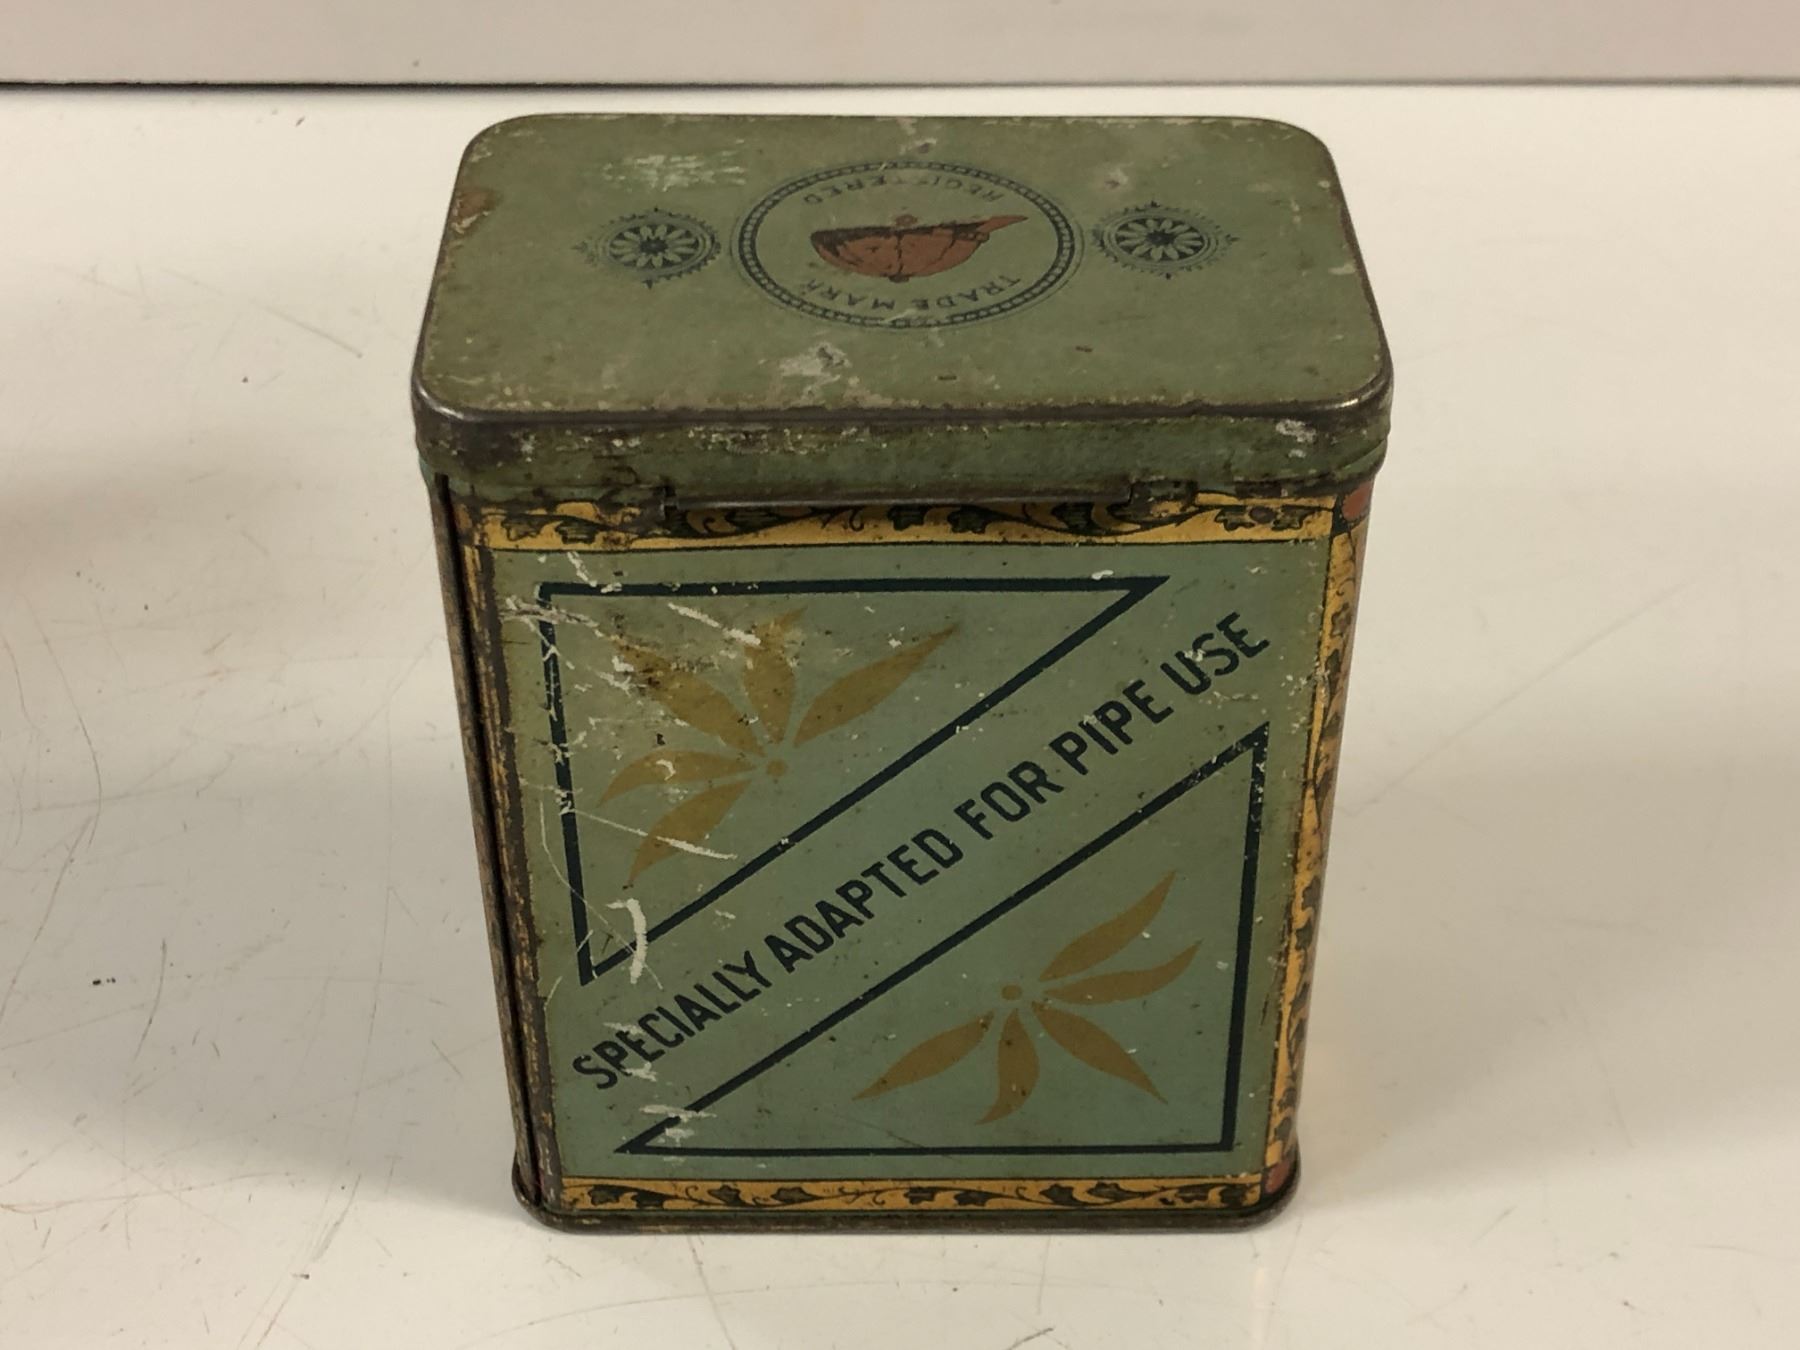 REGISTERED
TRADE MARK
SPECIALLY ADAPTED FOR PIPE USE